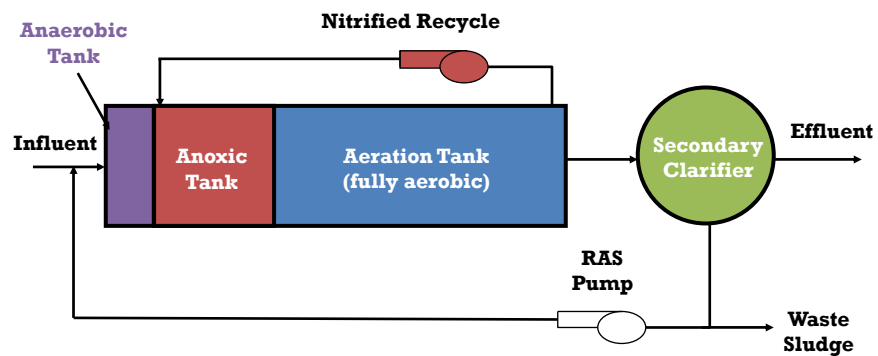 Nitrified Recycle
Anaerobic
Tank
Influent
Anoxic
Tank
Aeration Tank
(fully aerobic)
Secondary
Clarifier
Effluent
RAS
Pump
Waste
Sludge